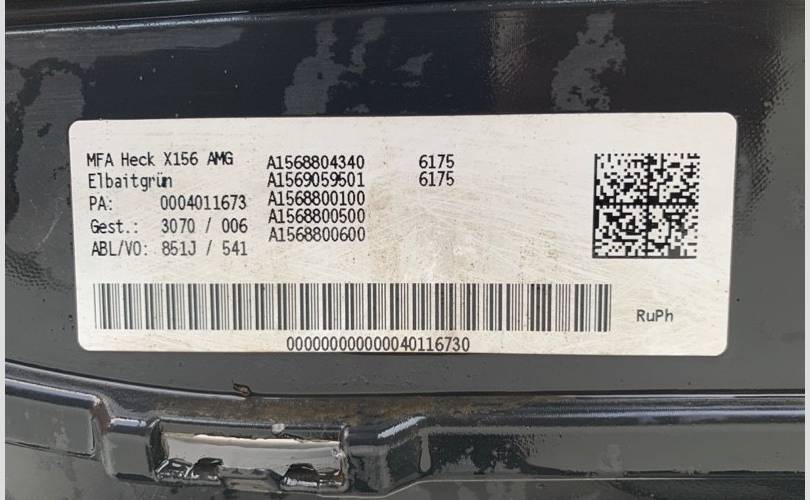 MFA Heck X156 AMG A1568804340 6175
Elbaitgrün A1569059501 6175
PA: 0004011673 A1568800100
Gest.: 3070 / 006 A1568800500
ABL/VO: 851J / 541 A1568800600
RuPh
000000000000040116730